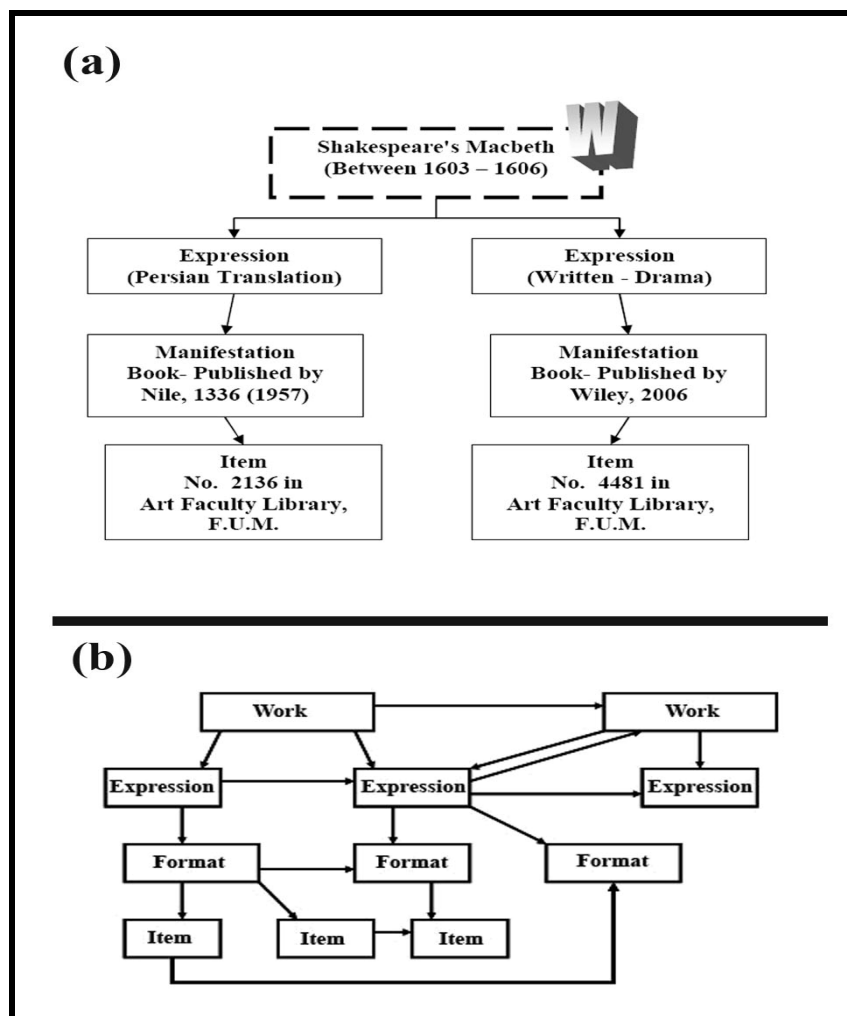 (a)
W
Shakespeare's Macbeth
(Between 1603 – 1606)
Expression
(Persian Translation)
Expression
(Written - Drama)
Manifestation
Book- Published by
Nile, 1336 (1957)
Manifestation
Book- Published by
Wiley, 2006
Item
No. 2136 in
Art Faculty Library,
F.U.M.
Item
No. 4481 in
Art Faculty Library,
F.U.M.
(b)
Work
Work
Expression
Expression
Expression
Format
Format
Format
Item
Item
Item